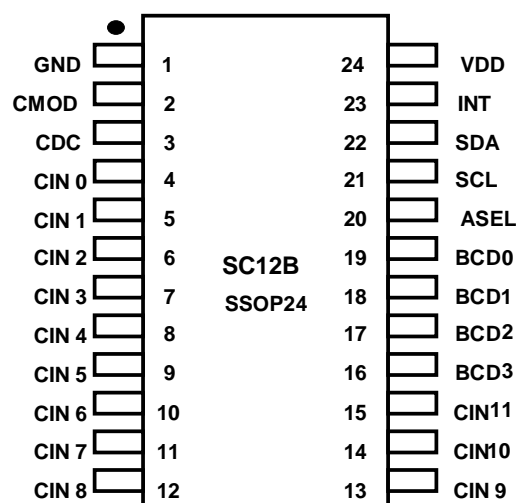 GND 1 24 VDD
CMOD 2 23 INT
CDC 3 22 SDA
CIN 0 4 21 SCL
CIN 1 5 20 ASEL
CIN 2 6 SC12B 19 BCD0
CIN 3 7 SSOP24 18 BCD1
CIN 4 8 17 BCD2
CIN 5 9 16 BCD3
CIN 6 10 15 CIN11
CIN 7 11 14 CIN10
CIN 8 12 13 CIN 9